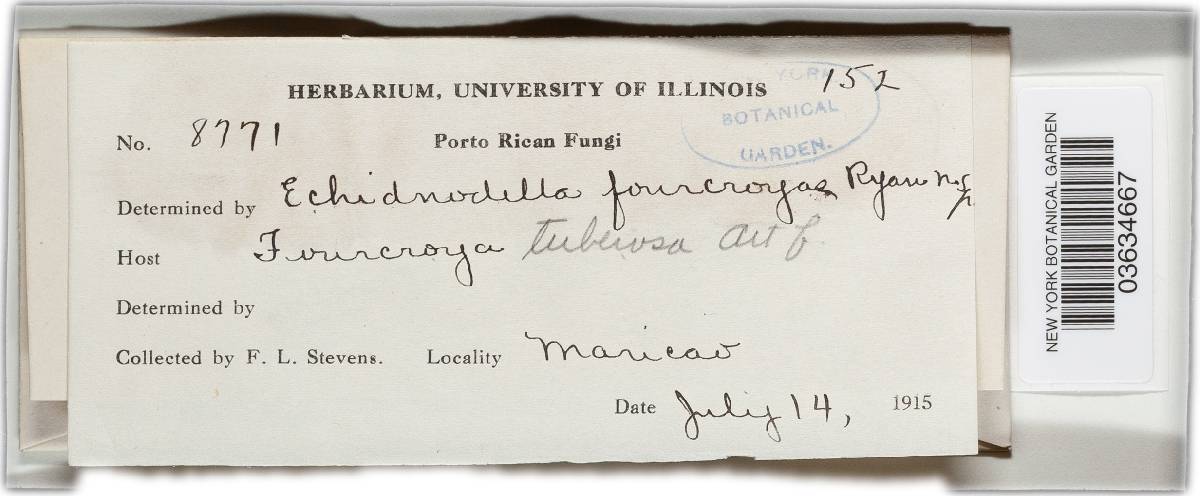 HERBARIUM, UNIVERSITY OF ILLINOIS 152
YORK
BOTANICAL
GARDEN.
No. 8771 Porto Rican Fungi
Determined by Echidnodella fourcroyae Ryan n. sp.
Host Fourcroya tuberosa Ait f.
Determined by
Collected by F. L. Stevens. Locality Maricao
Date July 14, 1915
NEW YORK BOTANICAL GARDEN
03634667